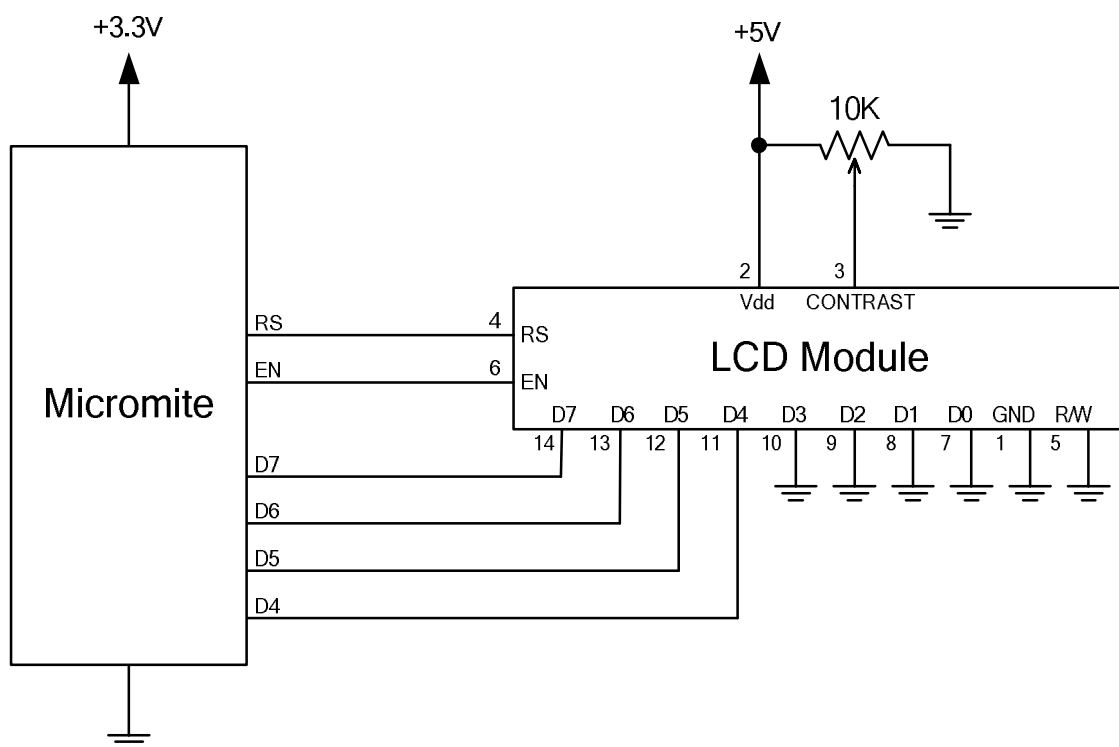 +3.3V
+5V
10K
2 3
Vdd CONTRAST
RS 4 RS
LCD Module
EN 6 EN
Micromite
D7 D6 D5 D4 D3 D2 D1 D0 GND R/W
14 13 12 11 10 9 8 7 1 5
D7
D6
D5
D4